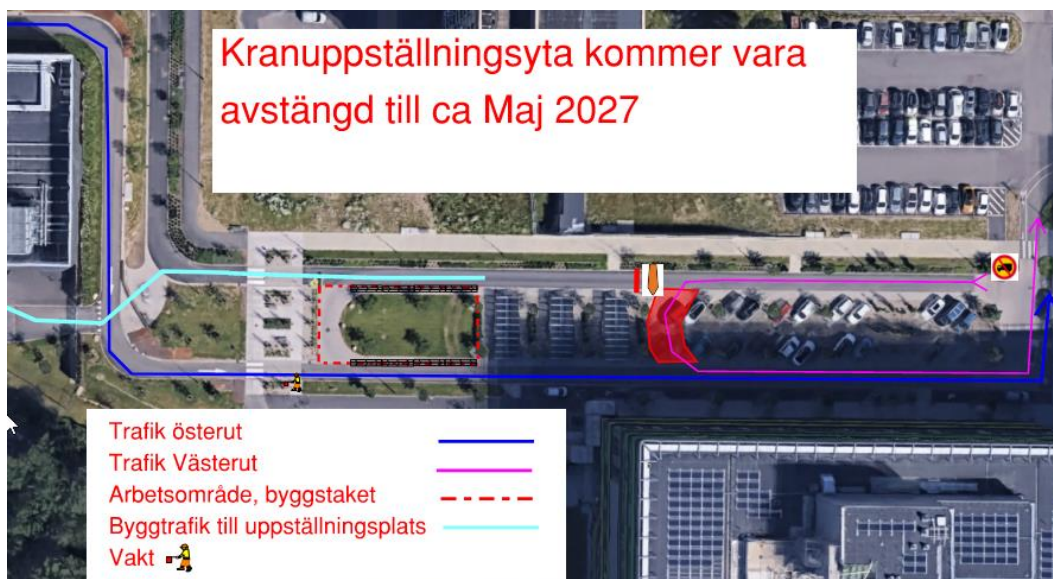 Kranuppställningsyta kommer vara
avstängd till ca Maj 2027
Trafik österut
Trafik Västerut
Arbetsområde, byggstaket
Byggtrafik till uppställningsplats
Vakt